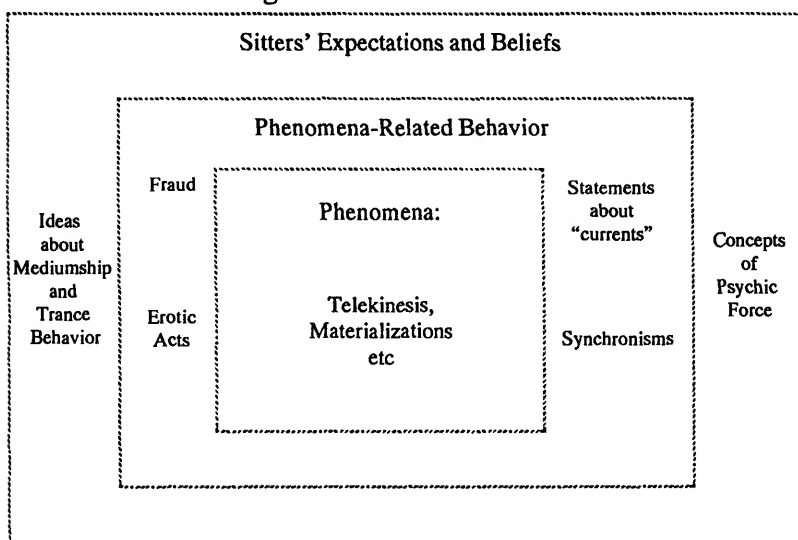 Sitters’ Expectations and Beliefs
Phenomena-Related Behavior
Fraud
Erotic
Acts
Phenomena:
Telekinesis,
Materializations
etc
Statements
about
“currents”
Synchronisms
Ideas
about
Mediumship
and
Trance
Behavior
Concepts
of
Psychic
Force